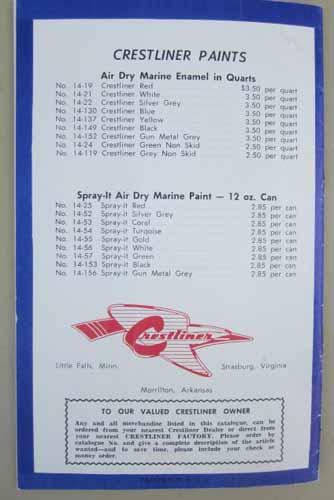 CRESTLINER PAINTS
Air Dry Marine Enamel in Quarts
No. 14-19 Crestliner Red $3.50 per quart
No. 14-21 Crestliner White 3.50 per quart
No. 14-22 Crestliner Silver Grey 3.50 per quart
No. 14-130 Crestliner Blue 3.50 per quart
No. 14-137 Crestliner Yellow 3.50 per quart
No. 14-149 Crestliner Black 3.50 per quart
No. 14-152 Crestliner Gun Metal Grey 3.50 per quart
No. 14-24 Crestliner Green Non Skid 2.50 per quart
No. 14-119 Crestliner Grey Non Skid 2.50 per quart
Spray-It Air Dry Marine Paint — 12 oz. Can
No. 14-25 Spray-it Red 2.85 per can
No. 14-52 Spray-it Silver Grey 2.85 per can
No. 14-53 Spray-it Coral 2.85 per can
No. 14-54 Spray-it Turqoise 2.85 per can
No. 14-55 Spray-it Gold 2.85 per can
No. 14-56 Spray-it White 2.85 per can
No. 14-57 Spray-it Green 2.85 per can
No. 14-153 Spray-it Black 2.85 per can
No. 14-156 Spray-it Gun Metal Grey 2.85 per can
Crestliner
Little Falls, Minn. Strasburg, Virginia
Morrilton, Arkansas
TO OUR VALUED CRESTLINER OWNER
Any and all merchandise listed in this catalogue, can be
ordered from your nearest Crestliner Dealer or direct from
your nearest CRESTLINER FACTORY. Please order by
catalogue No. and give a complete description of the article
wanted—and to save time, please include your check or
money order.